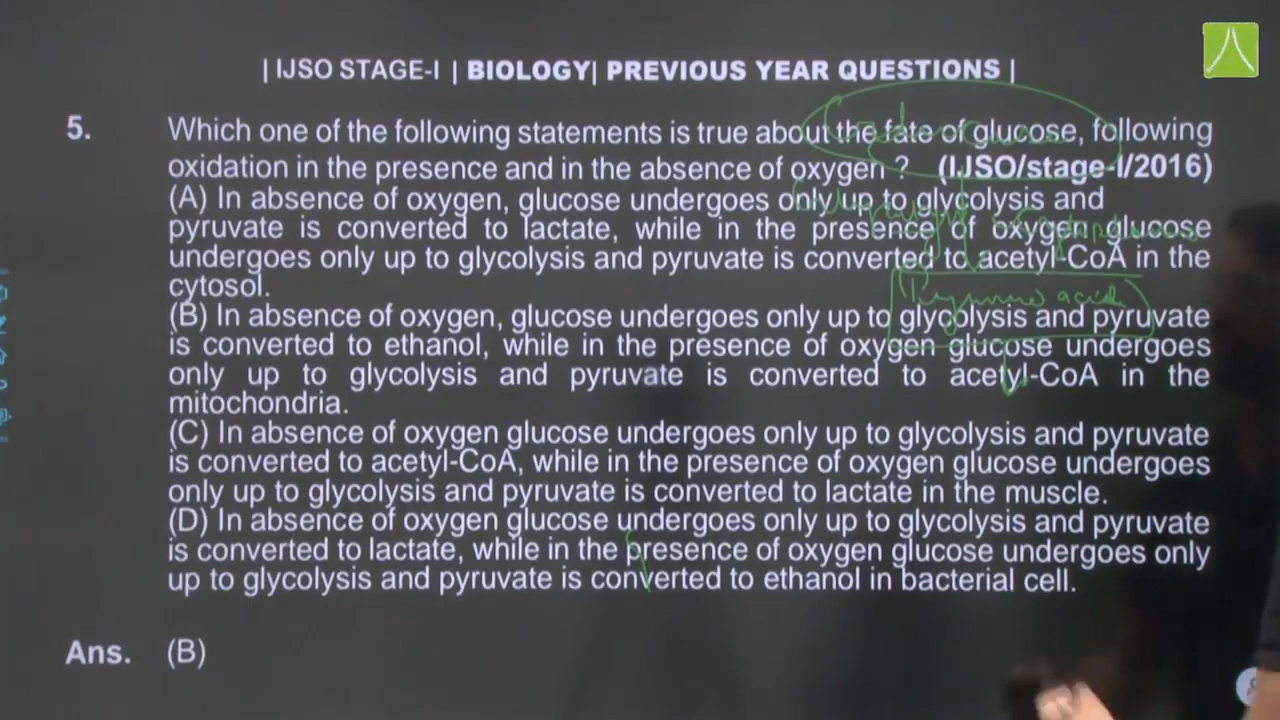 | IJSO STAGE-I | BIOLOGY| PREVIOUS YEAR QUESTIONS |
5. Which one of the following statements is true about the fate of glucose, following
oxidation in the presence and in the absence of oxygen ? (IJSO/stage-I/2016)
(A) In absence of oxygen, glucose undergoes only up to glycolysis and
pyruvate is converted to lactate, while in the presence of oxygen glucose
undergoes only up to glycolysis and pyruvate is converted to acetyl-CoA in the
cytosol.
(B) In absence of oxygen, glucose undergoes only up to glycolysis and pyruvate
is converted to ethanol, while in the presence of oxygen glucose undergoes
only up to glycolysis and pyruvate is converted to acetyl-CoA in the
mitochondria.
(C) In absence of oxygen glucose undergoes only up to glycolysis and pyruvate
is converted to acetyl-CoA, while in the presence of oxygen glucose undergoes
only up to glycolysis and pyruvate is converted to lactate in the muscle.
(D) In absence of oxygen glucose undergoes only up to glycolysis and pyruvate
is converted to lactate, while in the presence of oxygen glucose undergoes only
up to glycolysis and pyruvate is converted to ethanol in bacterial cell.
Ans. (B)